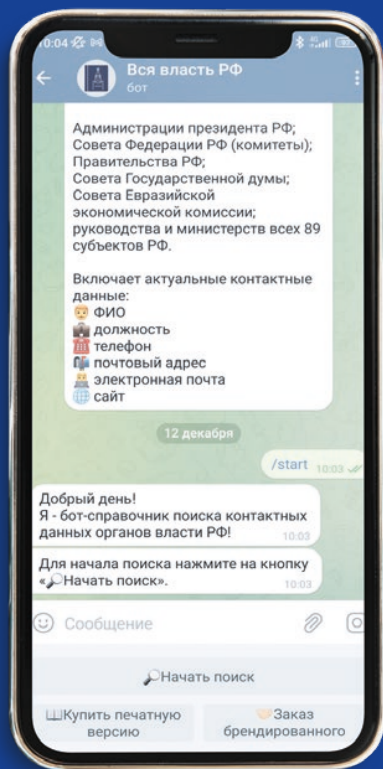 0:04
Вся власть РФ
бот
Администрации президента РФ;
Совета Федерации РФ (комитеты);
Правительства РФ;
Совета Государственной думы;
Совета Евразийской
экономической комиссии;
руководства и министерств всех 89
субъектов РФ.
Включает актуальные контактные
данные:
ФИО
должность
телефон
почтовый адрес
электронная почта
сайт
12 декабря
/start 10:03
Добрый день!
Я - бот-справочник поиска контактных
данных органов власти РФ!
10:03
Для начала поиска нажмите на кнопку
«🔎Начать поиск».
10:03
Сообщение
🔎Начать поиск
Купить печатную
версию
Заказ
брендированного